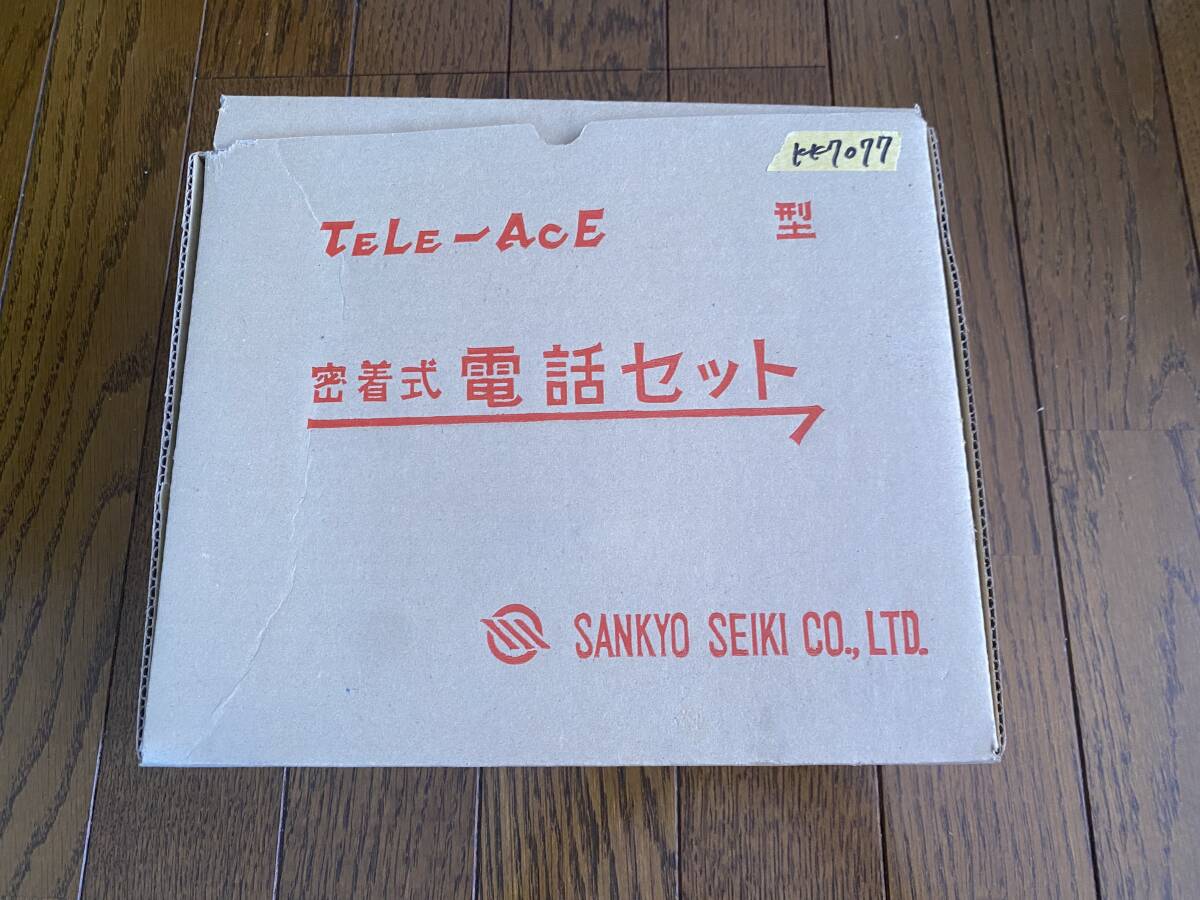 KK7077
TELE-ACE 型
密着式 電話セット
SANKYO SEIKI CO., LTD.